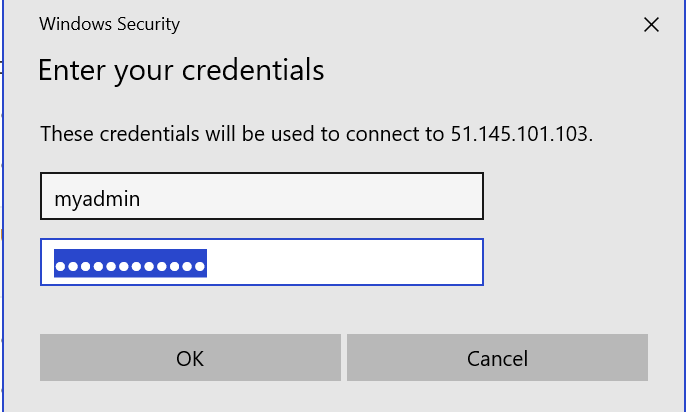 Windows Security
Enter your credentials
These credentials will be used to connect to 51.145.101.103.
myadmin
●●●●●●●●●●●●
OK
Cancel